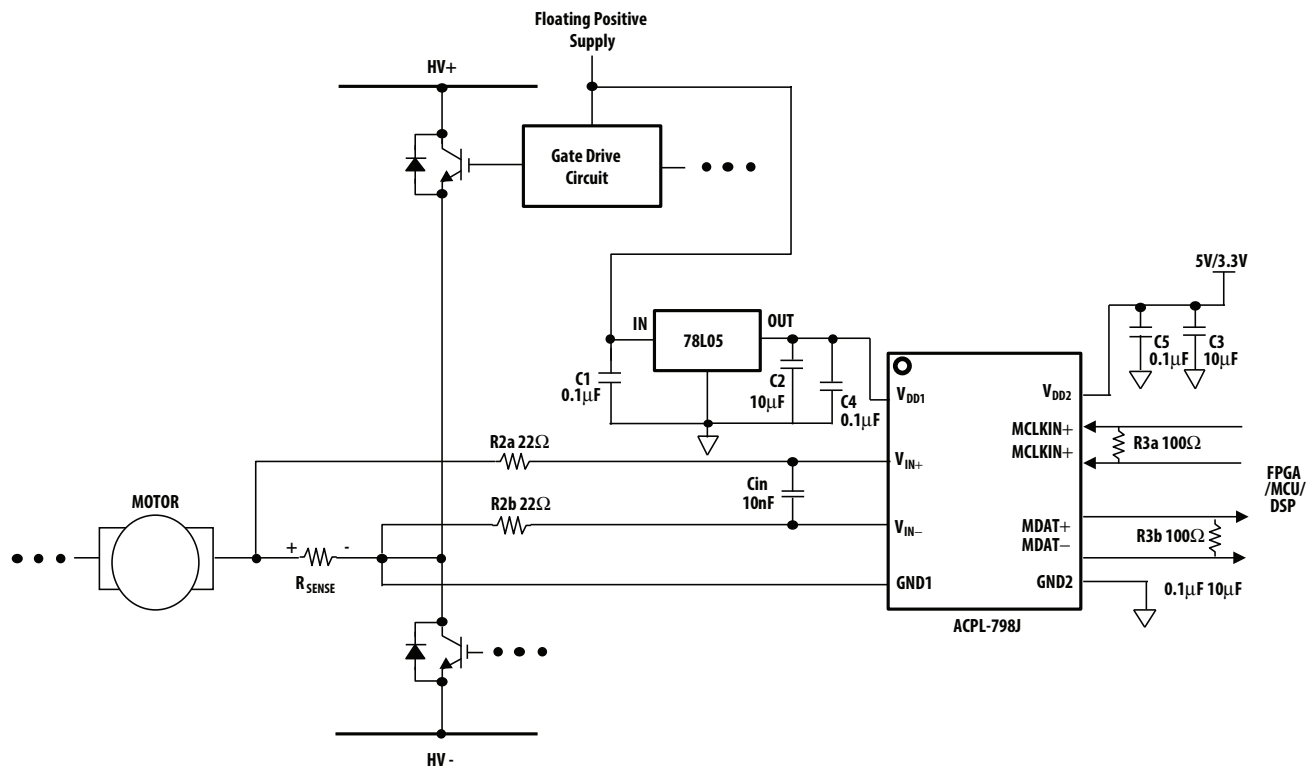 Floating Positive
Supply
HV+
Gate Drive
Circuit
5V/3.3V
IN
78L05
OUT
C1
0.1μF
C2
10μF
C4
0.1μF
C5
0.1μF
C3
10μF
VDD1
VDD2
MCLKIN+
MCLKIN+
R3a 100Ω
R2a 22Ω
VIN+
Cin
10nF
FPGA
/MCU/
DSP
MOTOR
R2b 22Ω
VIN−
MDAT+
MDAT−
R3b 100Ω
+
-
RSENSE
GND1
GND2
0.1μF 10μF
ACPL-798J
HV -